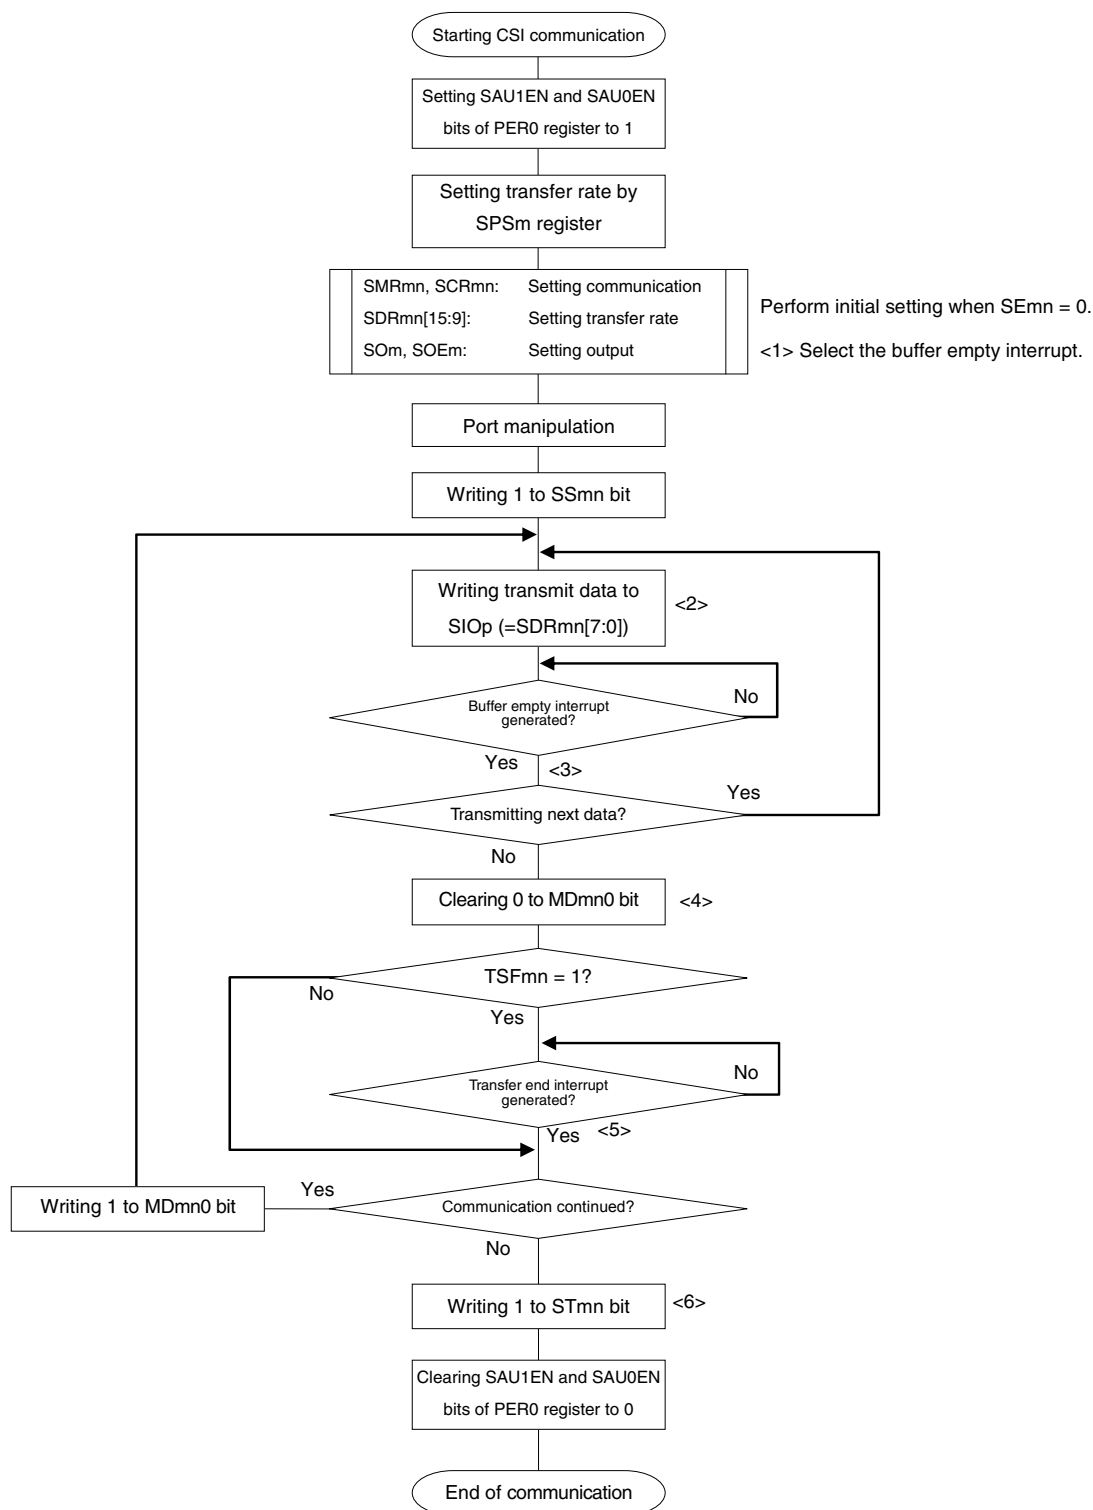 Starting CSI communication
Setting SAU1EN and SAU0EN
bits of PER0 register to 1
Setting transfer rate by
SPSm register
SMRmn, SCRmn: Setting communication
SDRmn[15:9]: Setting transfer rate
SOm, SOEm: Setting output
Perform initial setting when SEmn = 0.
<1> Select the buffer empty interrupt.
Port manipulation
Writing 1 to SSmn bit
Writing transmit data to
SIOp (=SDRmn[7:0])
<2>
No
Buffer empty interrupt
generated?
Yes
<3>
Transmitting next data?
Yes
No
Clearing 0 to MDmn0 bit
<4>
TSFmn = 1?
No
Yes
Transfer end interrupt
generated?
No
Yes
<5>
Communication continued?
Yes
Writing 1 to MDmn0 bit
No
Writing 1 to STmn bit
<6>
Clearing SAU1EN and SAU0EN
bits of PER0 register to 0
End of communication